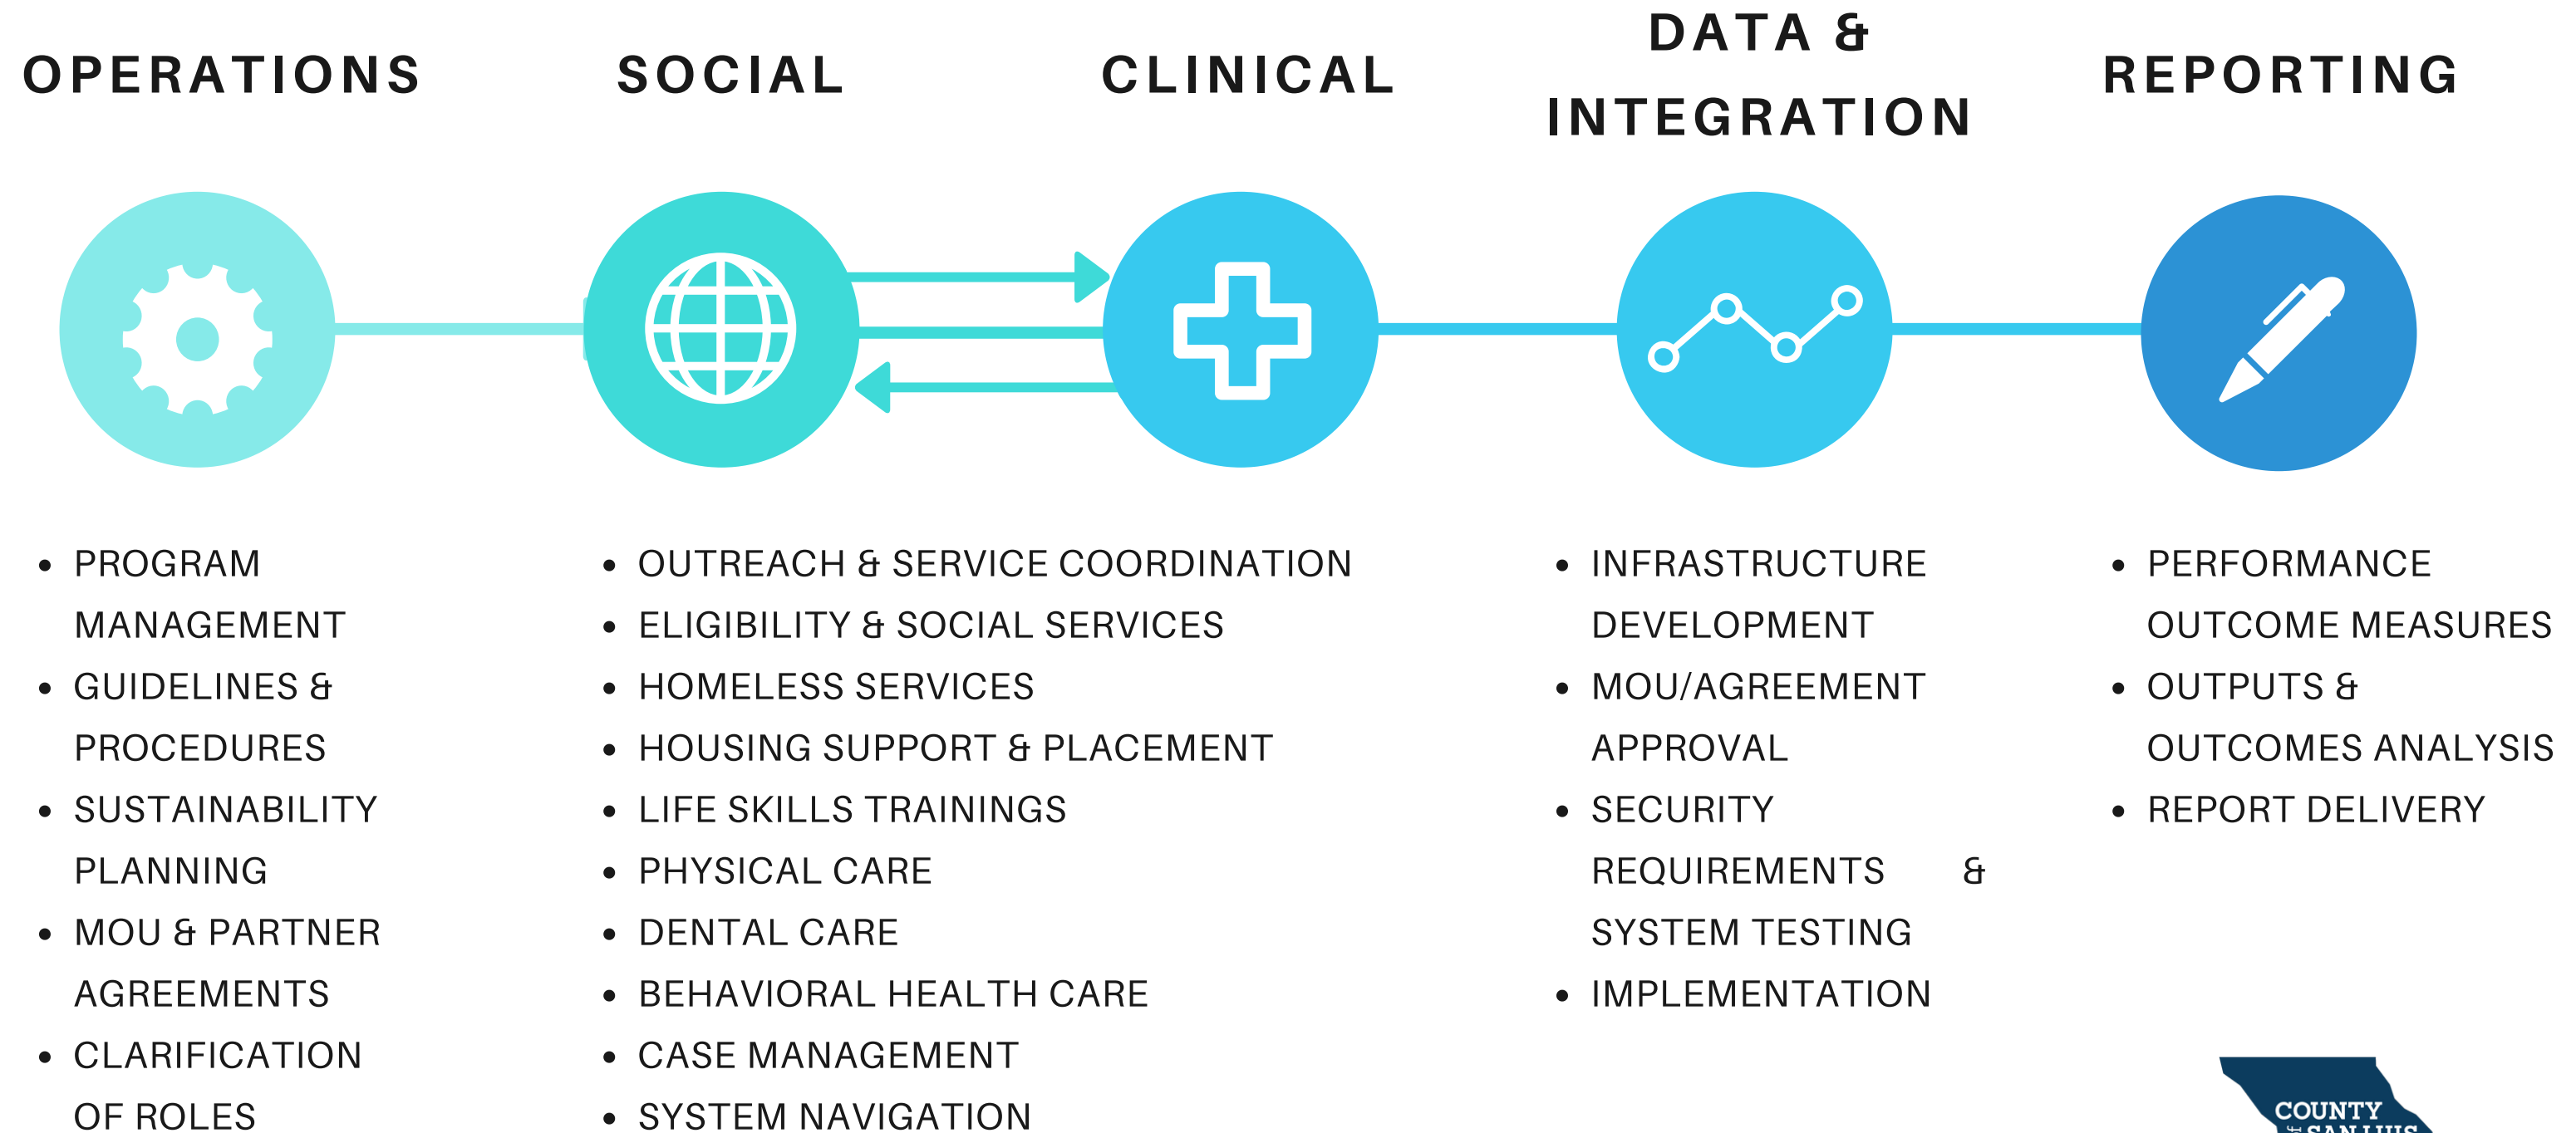 OPERATIONS
SOCIAL
CLINICAL
DATA &
INTEGRATION
REPORTING
• PROGRAM
MANAGEMENT
• GUIDELINES &
PROCEDURES
• SUSTAINABILITY
PLANNING
• MOU & PARTNER
AGREEMENTS
• CLARIFICATION
OF ROLES
• OUTREACH & SERVICE COORDINATION
• ELIGIBILITY & SOCIAL SERVICES
• HOMELESS SERVICES
• HOUSING SUPPORT & PLACEMENT
• LIFE SKILLS TRAININGS
• PHYSICAL CARE
• DENTAL CARE
• BEHAVIORAL HEALTH CARE
• CASE MANAGEMENT
• SYSTEM NAVIGATION
• INFRASTRUCTURE
DEVELOPMENT
• MOU/AGREEMENT
APPROVAL
• SECURITY
REQUIREMENTS &
SYSTEM TESTING
• IMPLEMENTATION
• PERFORMANCE
OUTCOME MEASURES
• OUTPUTS &
OUTCOMES ANALYSIS
• REPORT DELIVERY
COUNTY
OF SAN LUIS